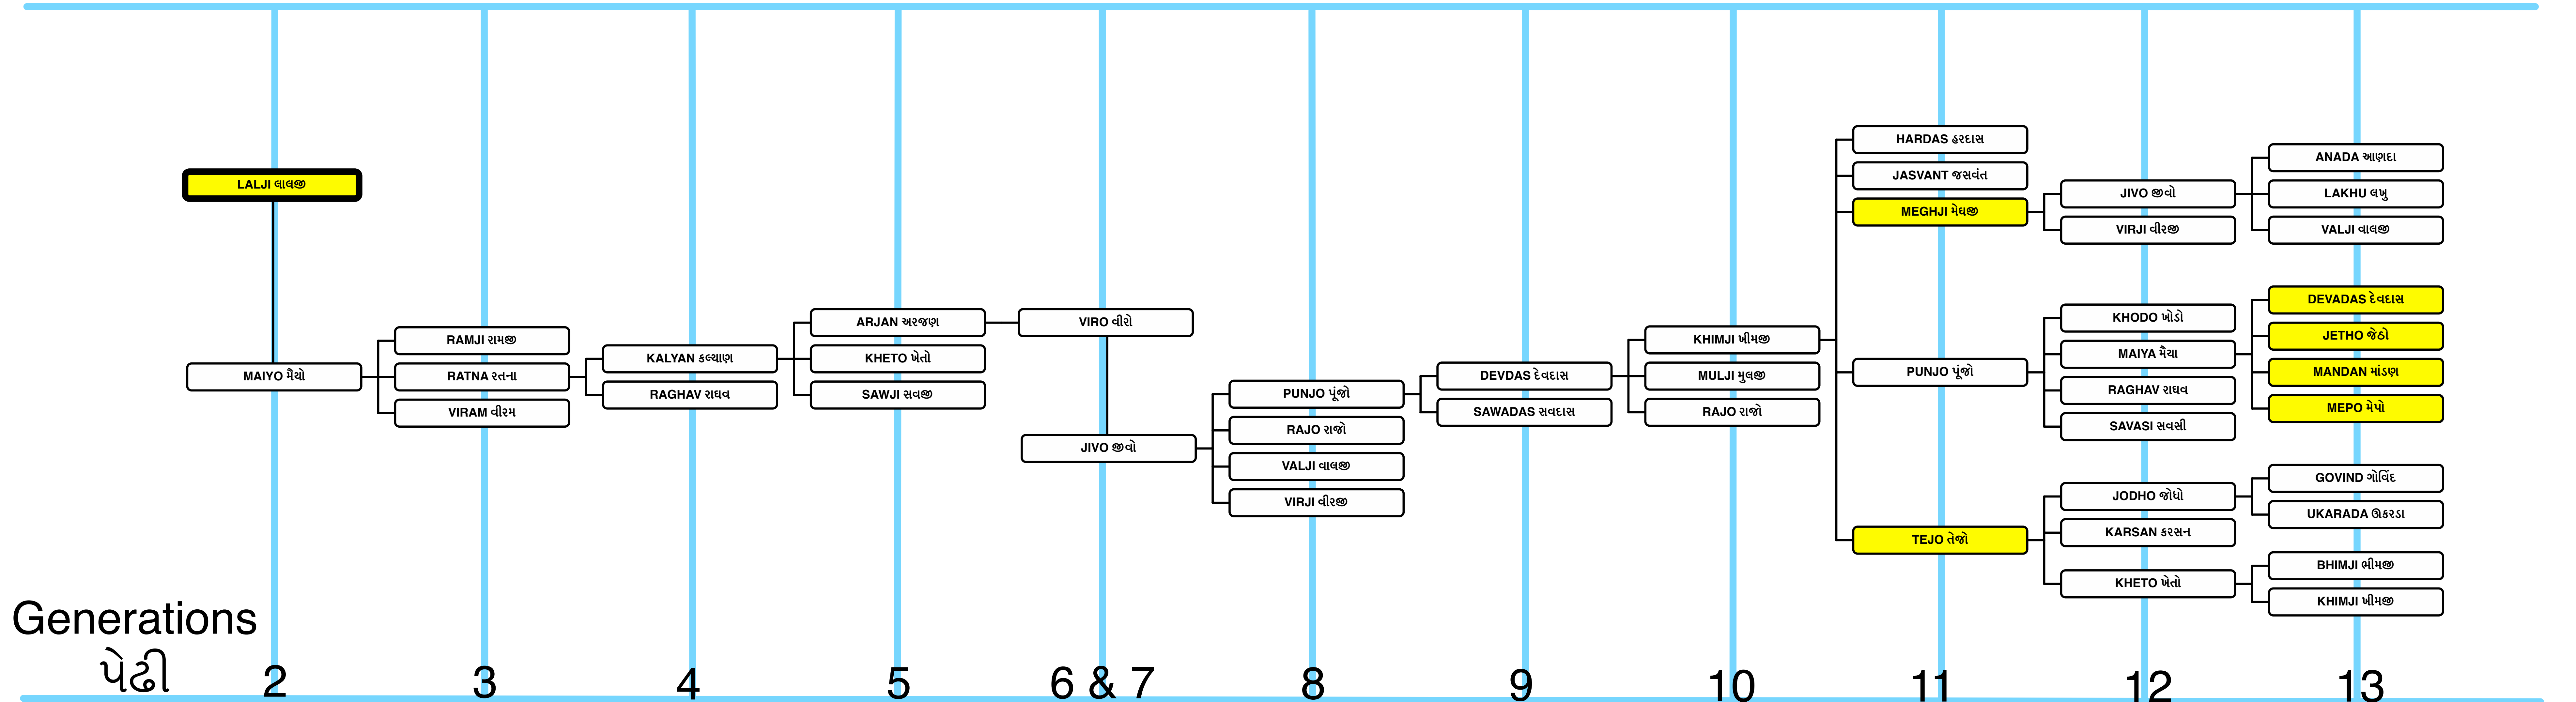 LALJI લાલજી
MAIYO મૈયો
RAMJI રામજી
RATNA રતના
VIRAM વીરમ
KALYAN કલ્યાણ
RAGHAV રાઘવ
ARJAN અરજણ
KHETO ખેતો
SAWJI સવજી
VIRO વીરો
JIVO જીવો
PUNJO પૂંજો
RAJO રાજો
VALJI વાલજી
VIRJI વીરજી
DEVDAS દેવદાસ
SAWADAS સવદાસ
KHIMJI ખીમજી
MULJI મુલજી
RAJO રાજો
HARDAS હરદાસ
JASVANT જસવંત
MEGHJI મેઘજી
PUNJO પૂંજો
TEJO તેજો
JIVO જીવો
VIRJI વીરજી
KHODO ખોડો
MAIYA મૈયા
RAGHAV રાઘવ
SAVASI સવસી
JODHO જોધો
KARSAN કરસન
KHETO ખેતો
ANADA આણદા
LAKHU લખુ
VALJI વાલજી
DEVADAS દેવદાસ
JETHO જેઠો
MANDAN માંડણ
MEPO મેપો
GOVIND ગોવિંદ
UKARADA ઊકરડા
BHIMJI ભીમજી
KHIMJI ખીમજી
Generations
પેઢી
2 3 4 5 6 & 7 8 9 10 11 12 13